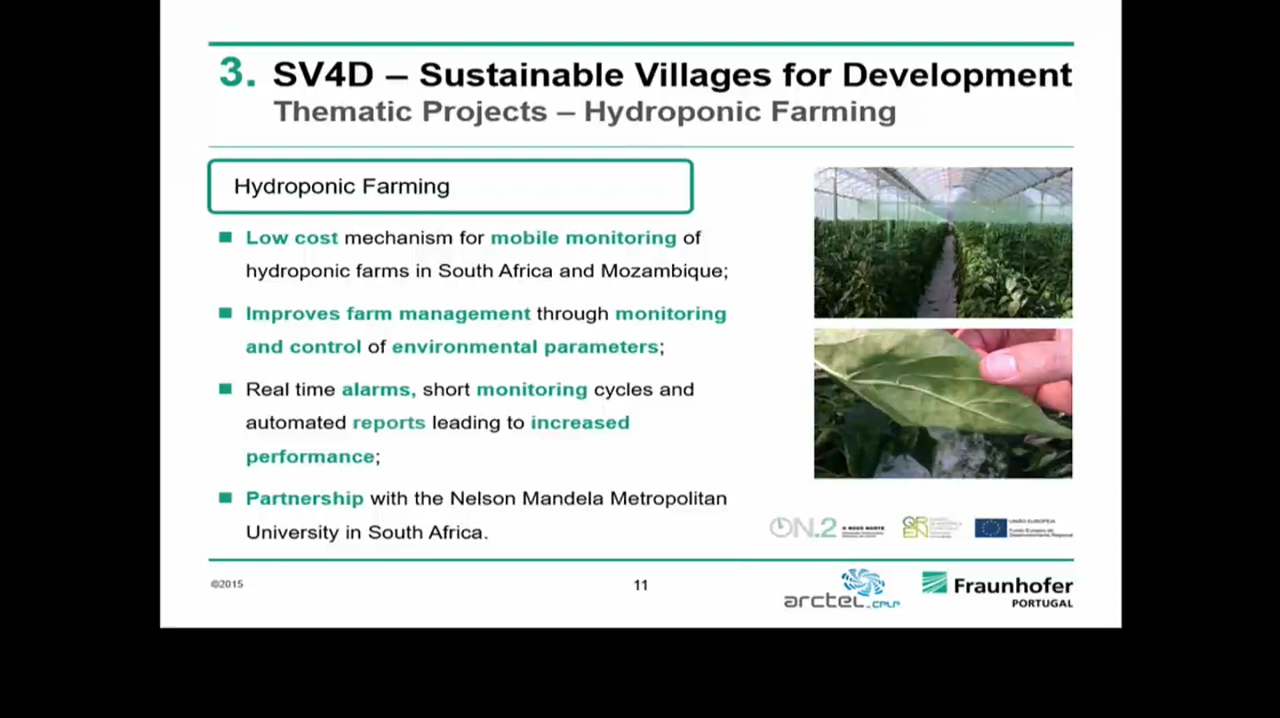 3. SV4D – Sustainable Villages for Development
Thematic Projects – Hydroponic Farming
Hydroponic Farming
Low cost mechanism for mobile monitoring of
hydroponic farms in South Africa and Mozambique;
Improves farm management through monitoring
and control of environmental parameters;
Real time alarms, short monitoring cycles and
automated reports leading to increased
performance;
Partnership with the Nelson Mandela Metropolitan
University in South Africa.
ON.2
O NOVO NORTE
QREN
UNIÃO EUROPEIA
Fundo Europeu de
Desenvolvimento Regional
©2015
11
arctel_CPLP
Fraunhofer
PORTUGAL